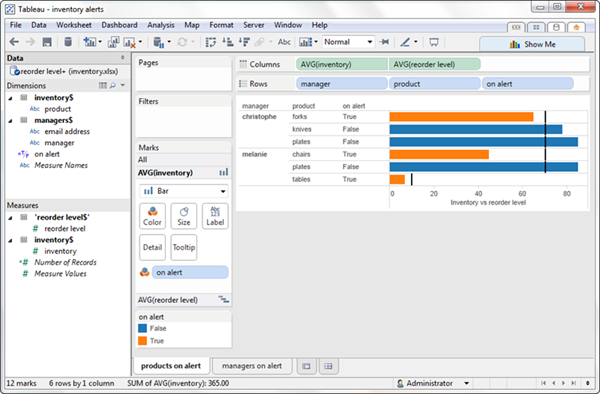 Tableau - inventory alerts
File Data Worksheet Dashboard Analysis Map Format Server Window Help
Abc Normal Show Me
Data
reorder level+ (inventory.xlsx)
Dimensions
inventory$
Abc product
managers$
Abc email address
Abc manager
on alert
Abc Measure Names
Measures
'reorder level$'
# reorder level
inventory$
# inventory
# Number of Records
# Measure Values
Pages
Filters
Marks
All
AVG(inventory)
Bar
Color Size Abc 123 Label
Detail Tooltip
on alert
AVG(reorder level)
on alert
False
True
Columns AVG(inventory) AVG(reorder level)
Rows manager product on alert
manager product on alert
christophe forks True
knives False
plates False
melanie chairs True
plates False
tables True
0 20 40 60 80
Inventory vs reorder level
products on alert managers on alert
12 marks 6 rows by 1 column SUM of AVG(inventory): 365.00 Administrator